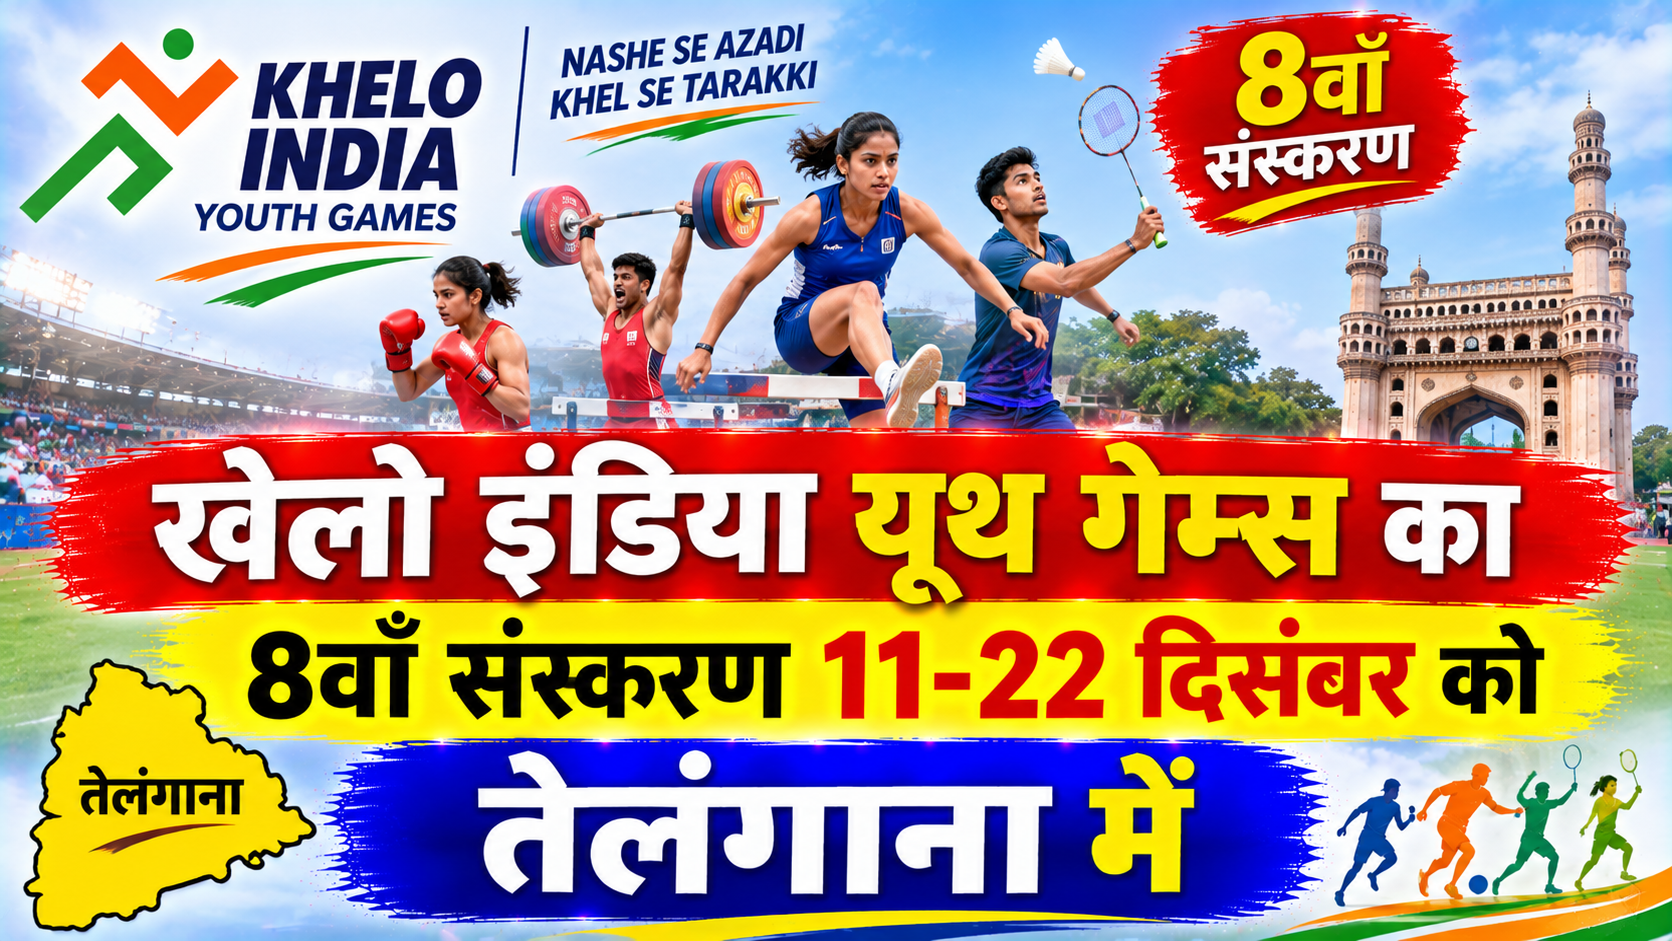 KHELO
INDIA
YOUTH GAMES
NASHE SE AZADI
KHEL SE TARAKKI
8वाँ
संस्करण
खेलो इंडिया यूथ गेम्स का
8वाँ संस्करण 11-22 दिसंबर को
तेलंगाना में
तेलंगाना